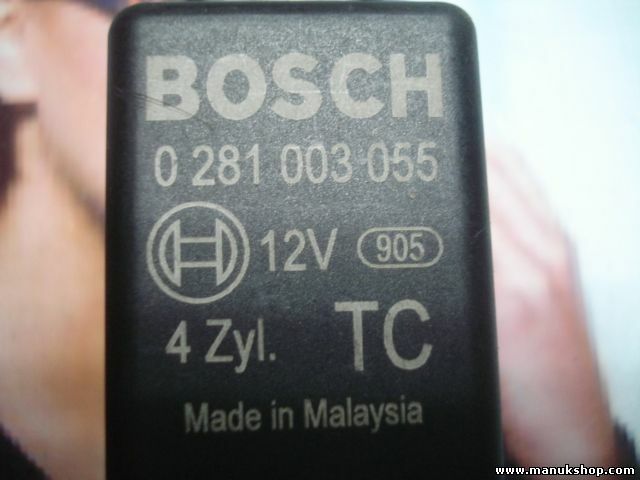 BOSCH
0 281 003 055
12V 905
4 Zyl. TC
Made in Malaysia
www.manukshop.com